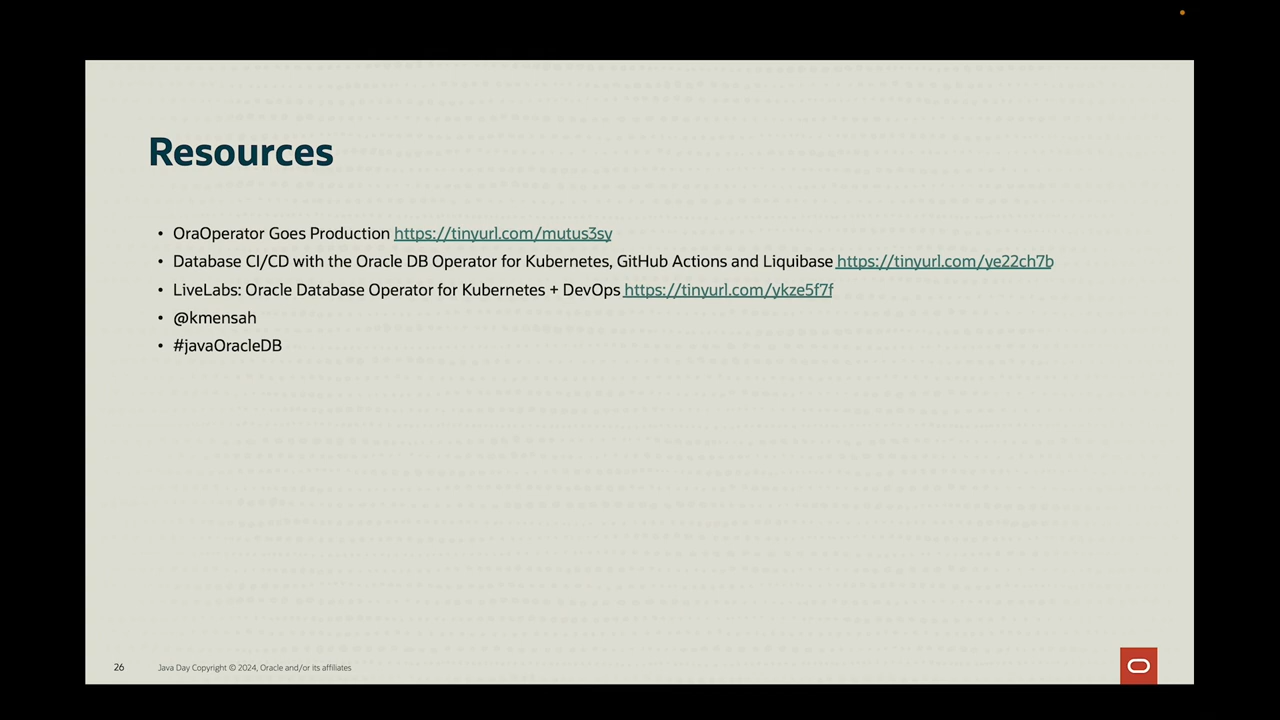 Resources
• OraOperator Goes Production https://tinyurl.com/mutus3sy
• Database CI/CD with the Oracle DB Operator for Kubernetes, GitHub Actions and Liquibase https://tinyurl.com/ye22ch7b
• LiveLabs: Oracle Database Operator for Kubernetes + DevOps https://tinyurl.com/ykze5f7f
• @kmensah
• #javaOracleDB
26 Java Day Copyright © 2024, Oracle and/or its affiliates